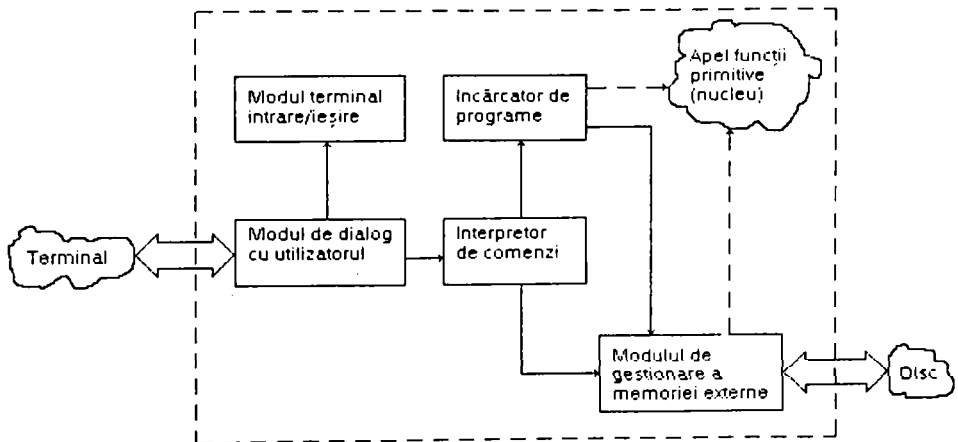 Apel funcții
primitive
(nucleu)
Modul terminal
intrare/ieșire
Incărcator de
programe
Terminal
Modul de dialog
cu utilizatorul
Interpretor
de comenzi
Modulul de
gestionare a
memoriei externe
Disc